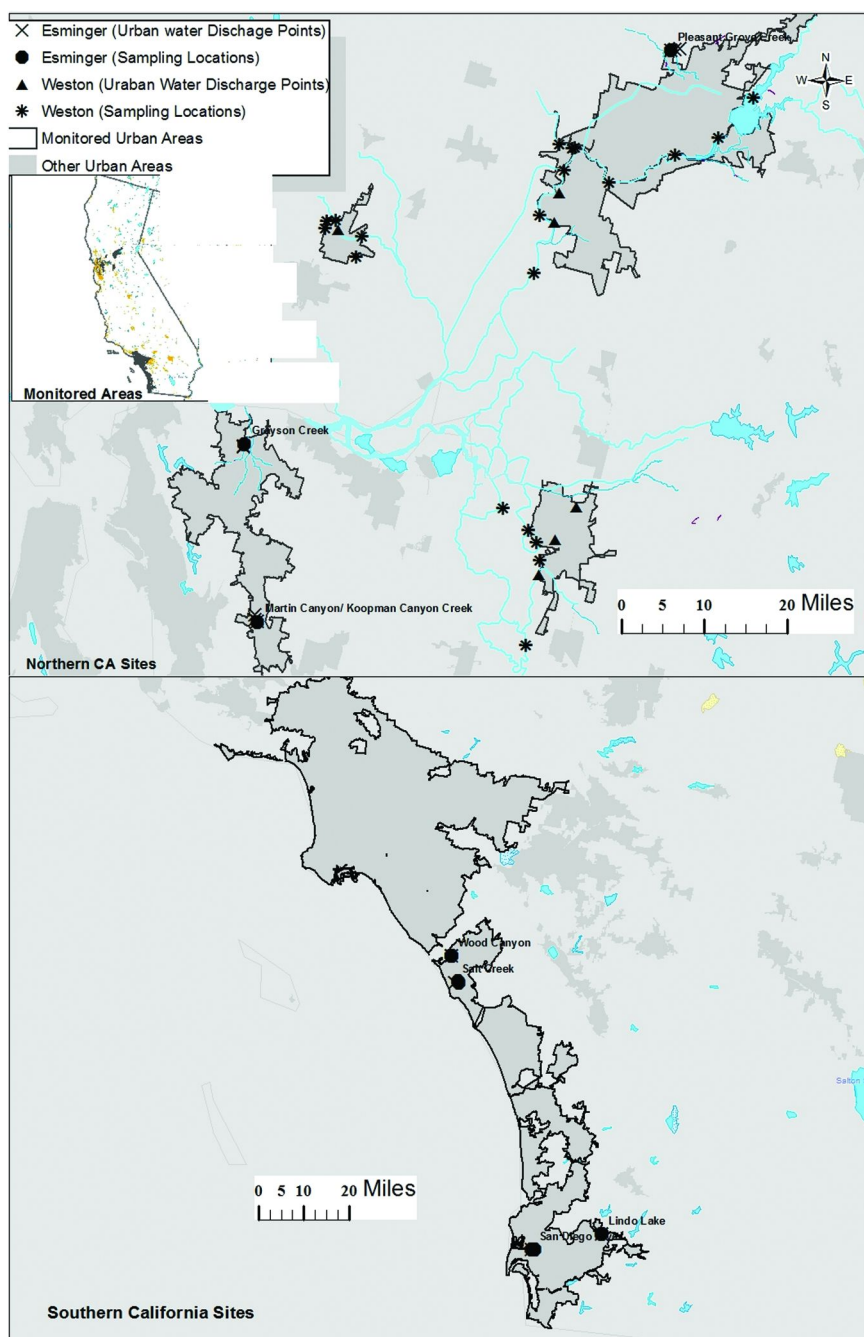 Esminger (Urban water Dischage Points)
Esminger (Sampling Locations)
Weston (Uraban Water Discharge Points)
Weston (Sampling Locations)
Monitored Urban Areas
Other Urban Areas
Pleasant Grove Creek
N
W E
S
Monitored Areas
Grayson Creek
Martin Canyon/ Koopman Canyon Creek
0 10 20 Miles
Northern CA Sites
Wood Canyon
Salt Creek
Salton
0 5 10 20 Miles
Lindo Lake
San Diego River
Southern California Sites